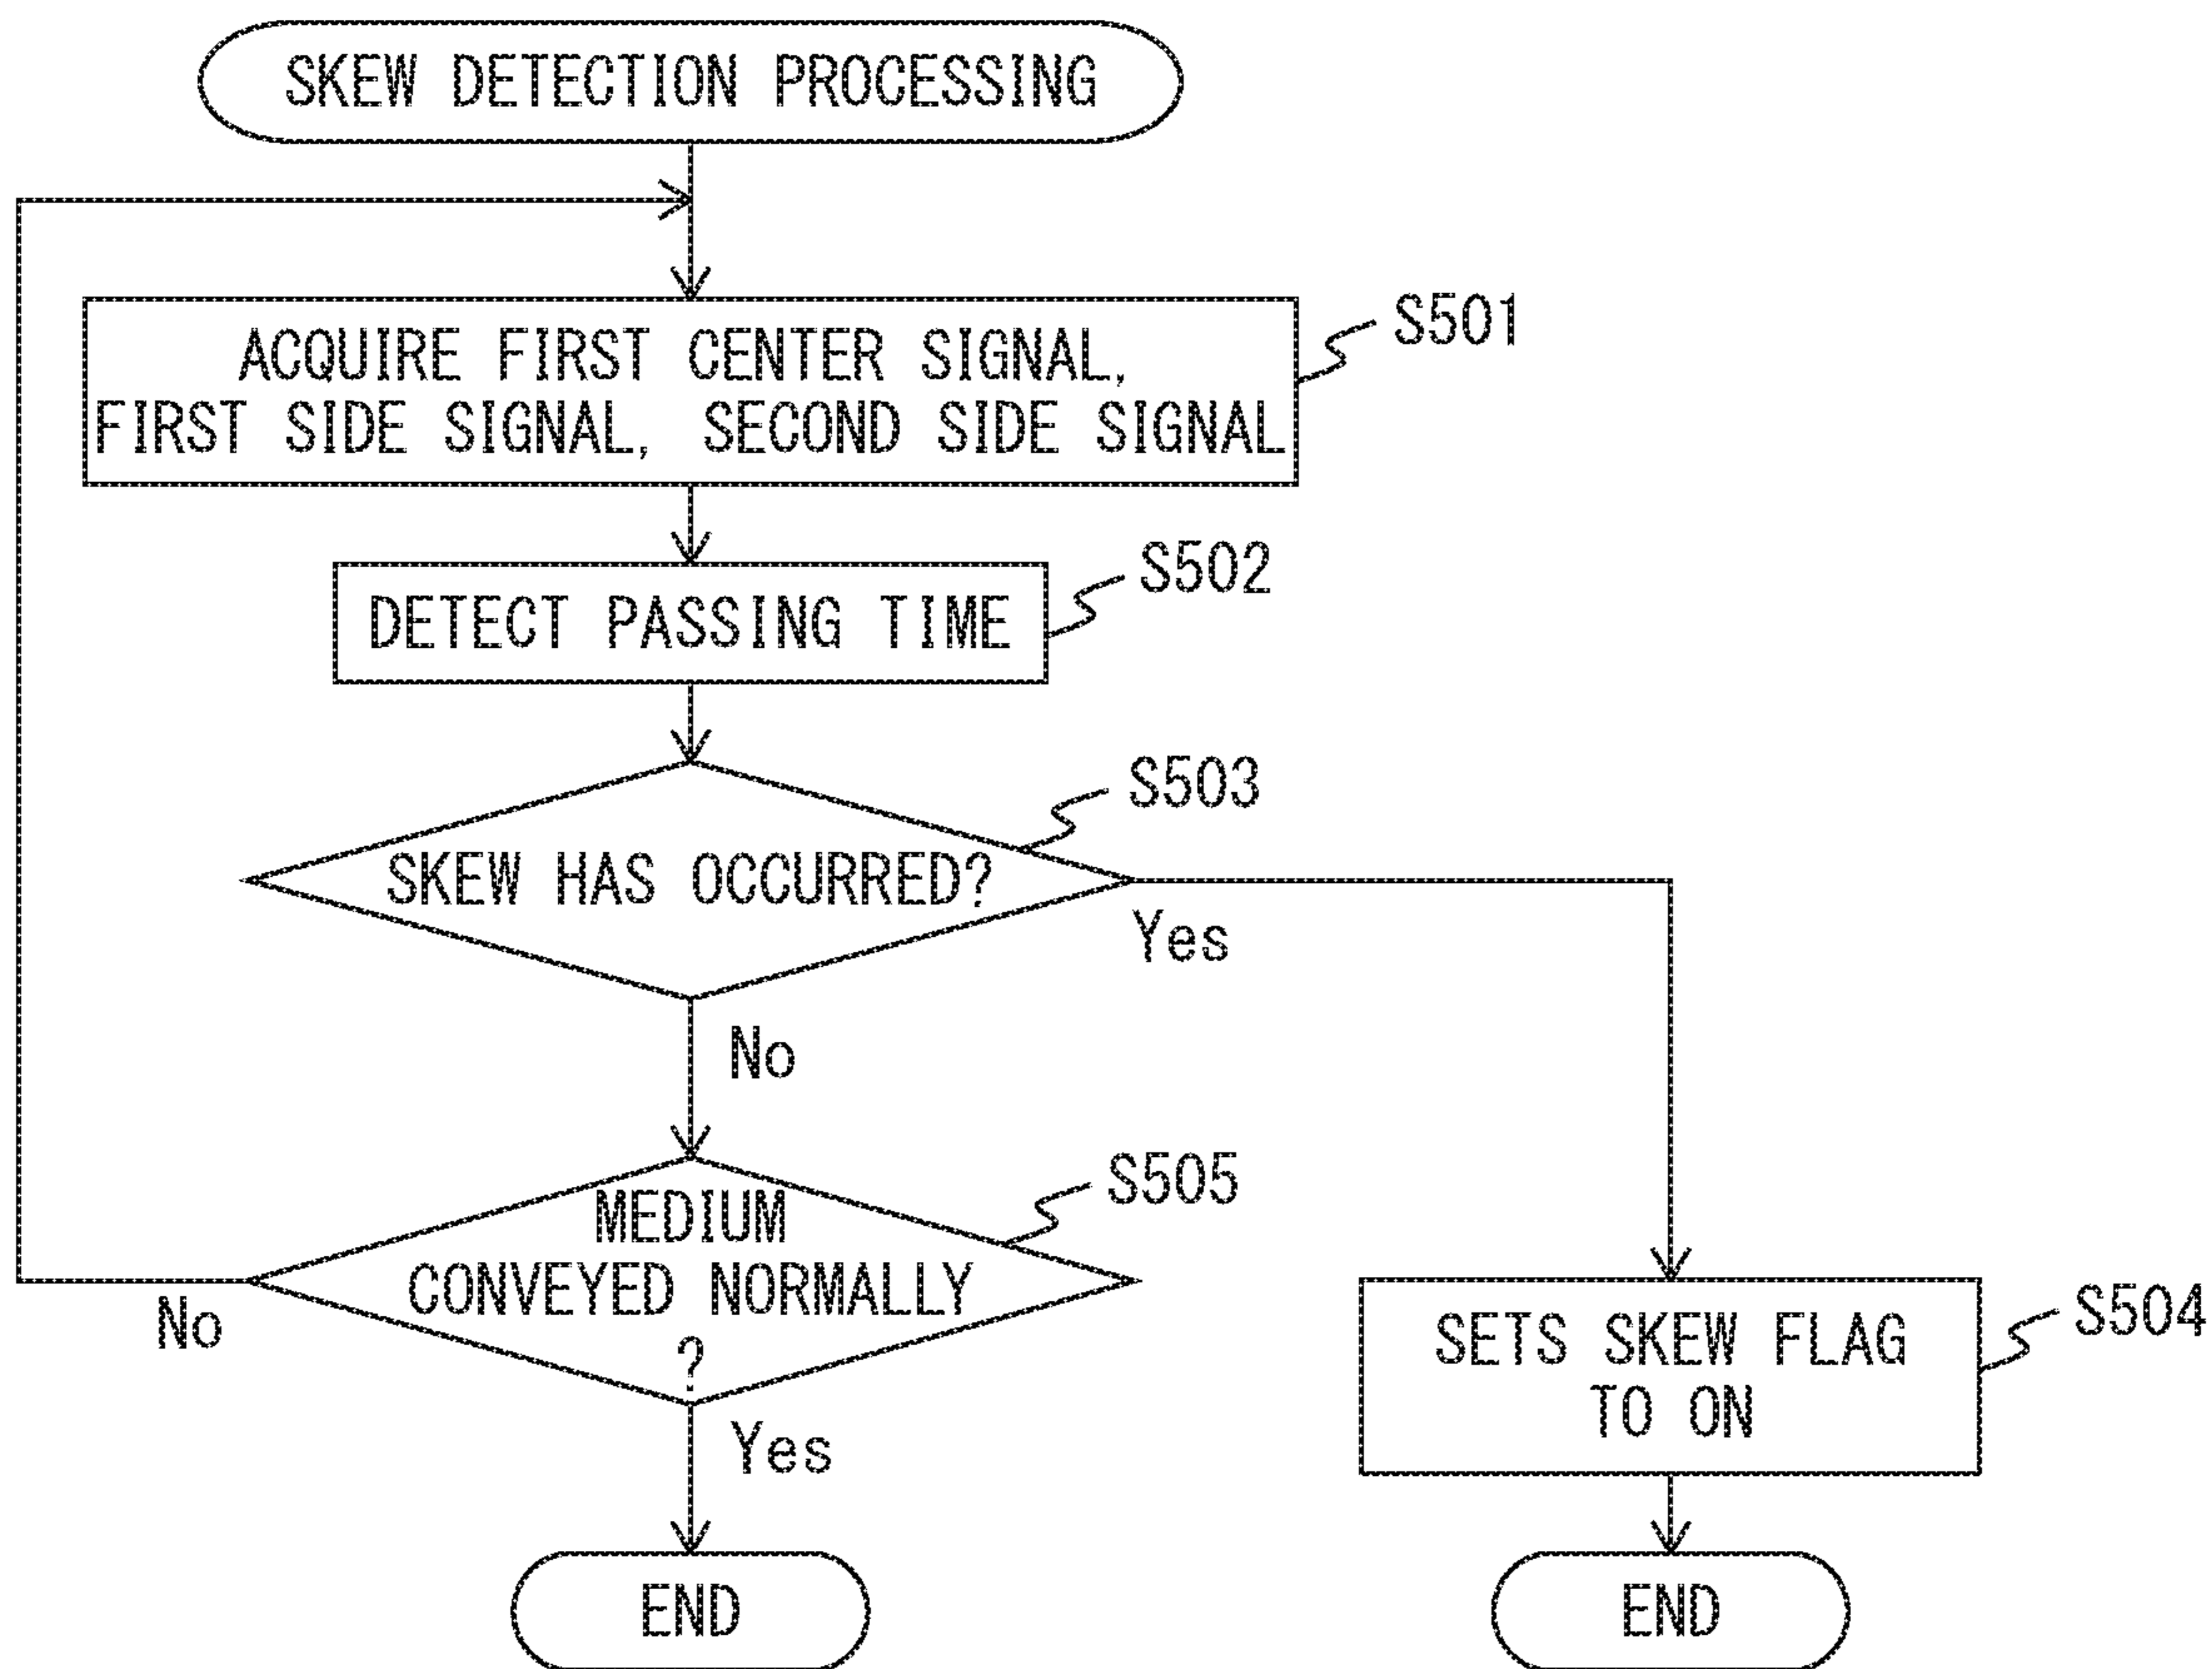 SKEW DETECTION PROCESSING
ACQUIRE FIRST CENTER SIGNAL,
FIRST SIDE SIGNAL, SECOND SIDE SIGNAL
S501
DETECT PASSING TIME
S502
SKEW HAS OCCURRED?
S503
Yes
No
MEDIUM
CONVEYED NORMALLY
?
S505
No
Yes
SETS SKEW FLAG
TO ON
S504
END
END